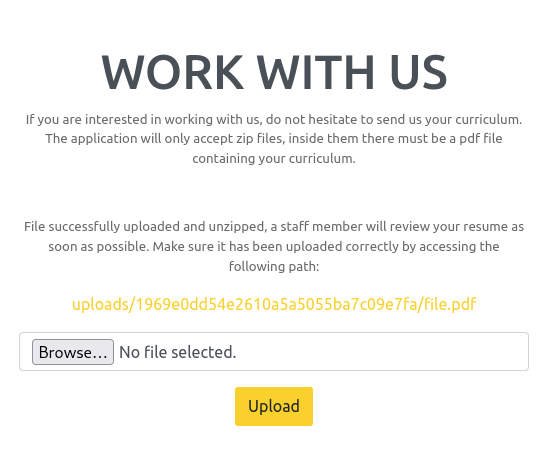 WORK WITH US
If you are interested in working with us, do not hesitate to send us your curriculum.
The application will only accept zip files, inside them there must be a pdf file
containing your curriculum.
File successfully uploaded and unzipped, a staff member will review your resume as
soon as possible. Make sure it has been uploaded correctly by accessing the
following path:
uploads/1969e0dd54e2610a5a5055ba7c09e7fa/file.pdf
Browse... No file selected.
Upload